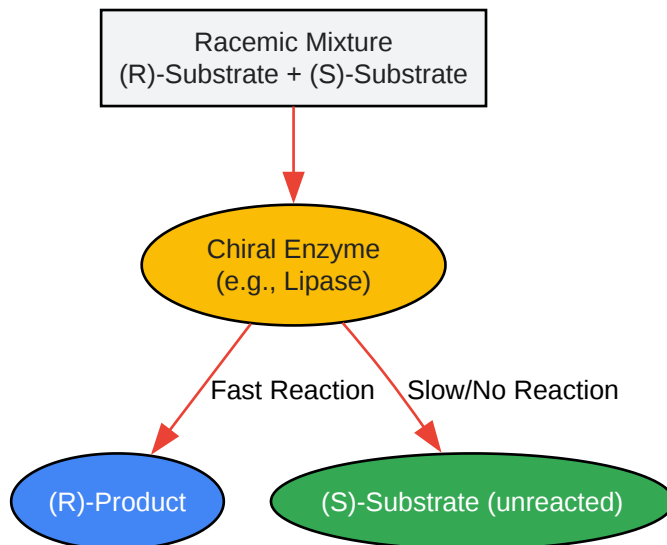 Racemic Mixture
(R)-Substrate + (S)-Substrate
Chiral Enzyme
(e.g., Lipase)
Fast Reaction
Slow/No Reaction
(R)-Product
(S)-Substrate (unreacted)